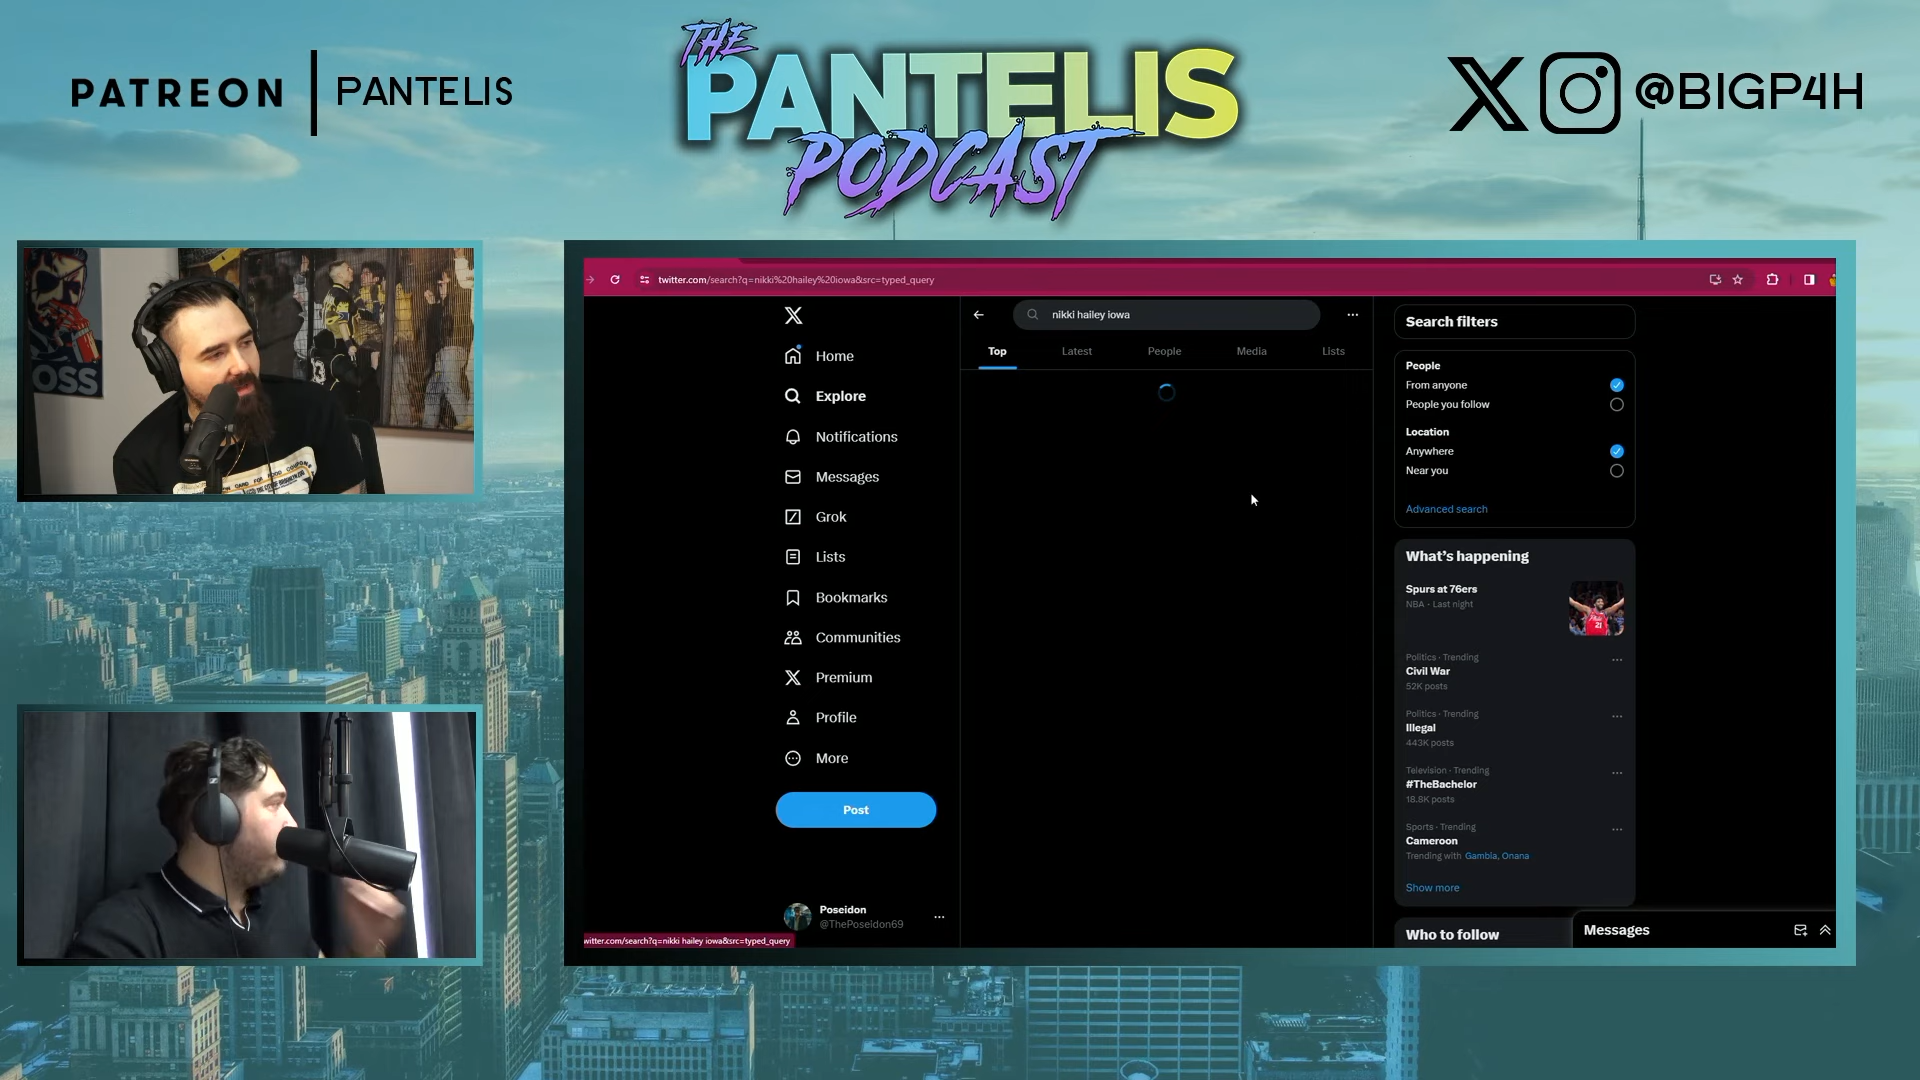 PATREON | PANTELIS
THE
PANTELIS
PODCAST
@BIGP4H
OSS
twitter.com/search?q=nikki%20hailey%20iowa&src=typed_query
nikki hailey iowa
Top
Latest
People
Media
Lists
Home
Explore
Notifications
Messages
Grok
Lists
Bookmarks
Communities
Premium
Profile
More
Post
Poseidon
@ThePoseidon69
witter.com/search?q=nikki hailey iowa&src=typed_query
Search filters
People
From anyone
People you follow
Location
Anywhere
Near you
Advanced search
What's happening
Spurs at 76ers
NBA · Last night
21
Politics · Trending
Civil War
52K posts
Politics · Trending
Illegal
443K posts
Television · Trending
#TheBachelor
18.8K posts
Sports · Trending
Cameroon
Trending with Gambla, Onana
Show more
Who to follow
Messages